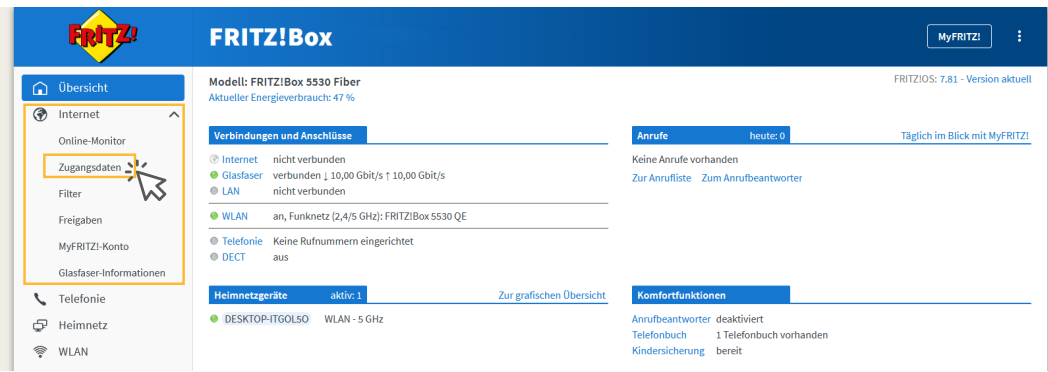 FRITZ!
FRITZ!Box
MyFRITZ!
Übersicht
Internet
Online-Monitor
Zugangsdaten
Filter
Freigaben
MyFRITZ!-Konto
Glasfaser-Informationen
Telefonie
Heimnetz
WLAN
Modell: FRITZ!Box 5530 Fiber
Aktueller Energieverbrauch: 47 %
FRITZ!OS: 7.81 - Version aktuell
Verbindungen und Anschlüsse
Internet nicht verbunden
Glasfaser verbunden ↓ 10,00 Gbit/s ↑ 10,00 Gbit/s
LAN nicht verbunden
WLAN an, Funknetz (2,4/5 GHz): FRITZ!Box 5530 QE
Telefonie Keine Rufnummern eingerichtet
DECT aus
Anrufe heute: 0 Täglich im Blick mit MyFRITZ!
Keine Anrufe vorhanden
Zur Anrufliste Zum Anrufbeantworter
Heimnetzgeräte aktiv: 1 Zur grafischen Übersicht
DESKTOP-ITGOL5O WLAN - 5 GHz
Komfortfunktionen
Anrufbeantworter deaktiviert
Telefonbuch 1 Telefonbuch vorhanden
Kindersicherung bereit